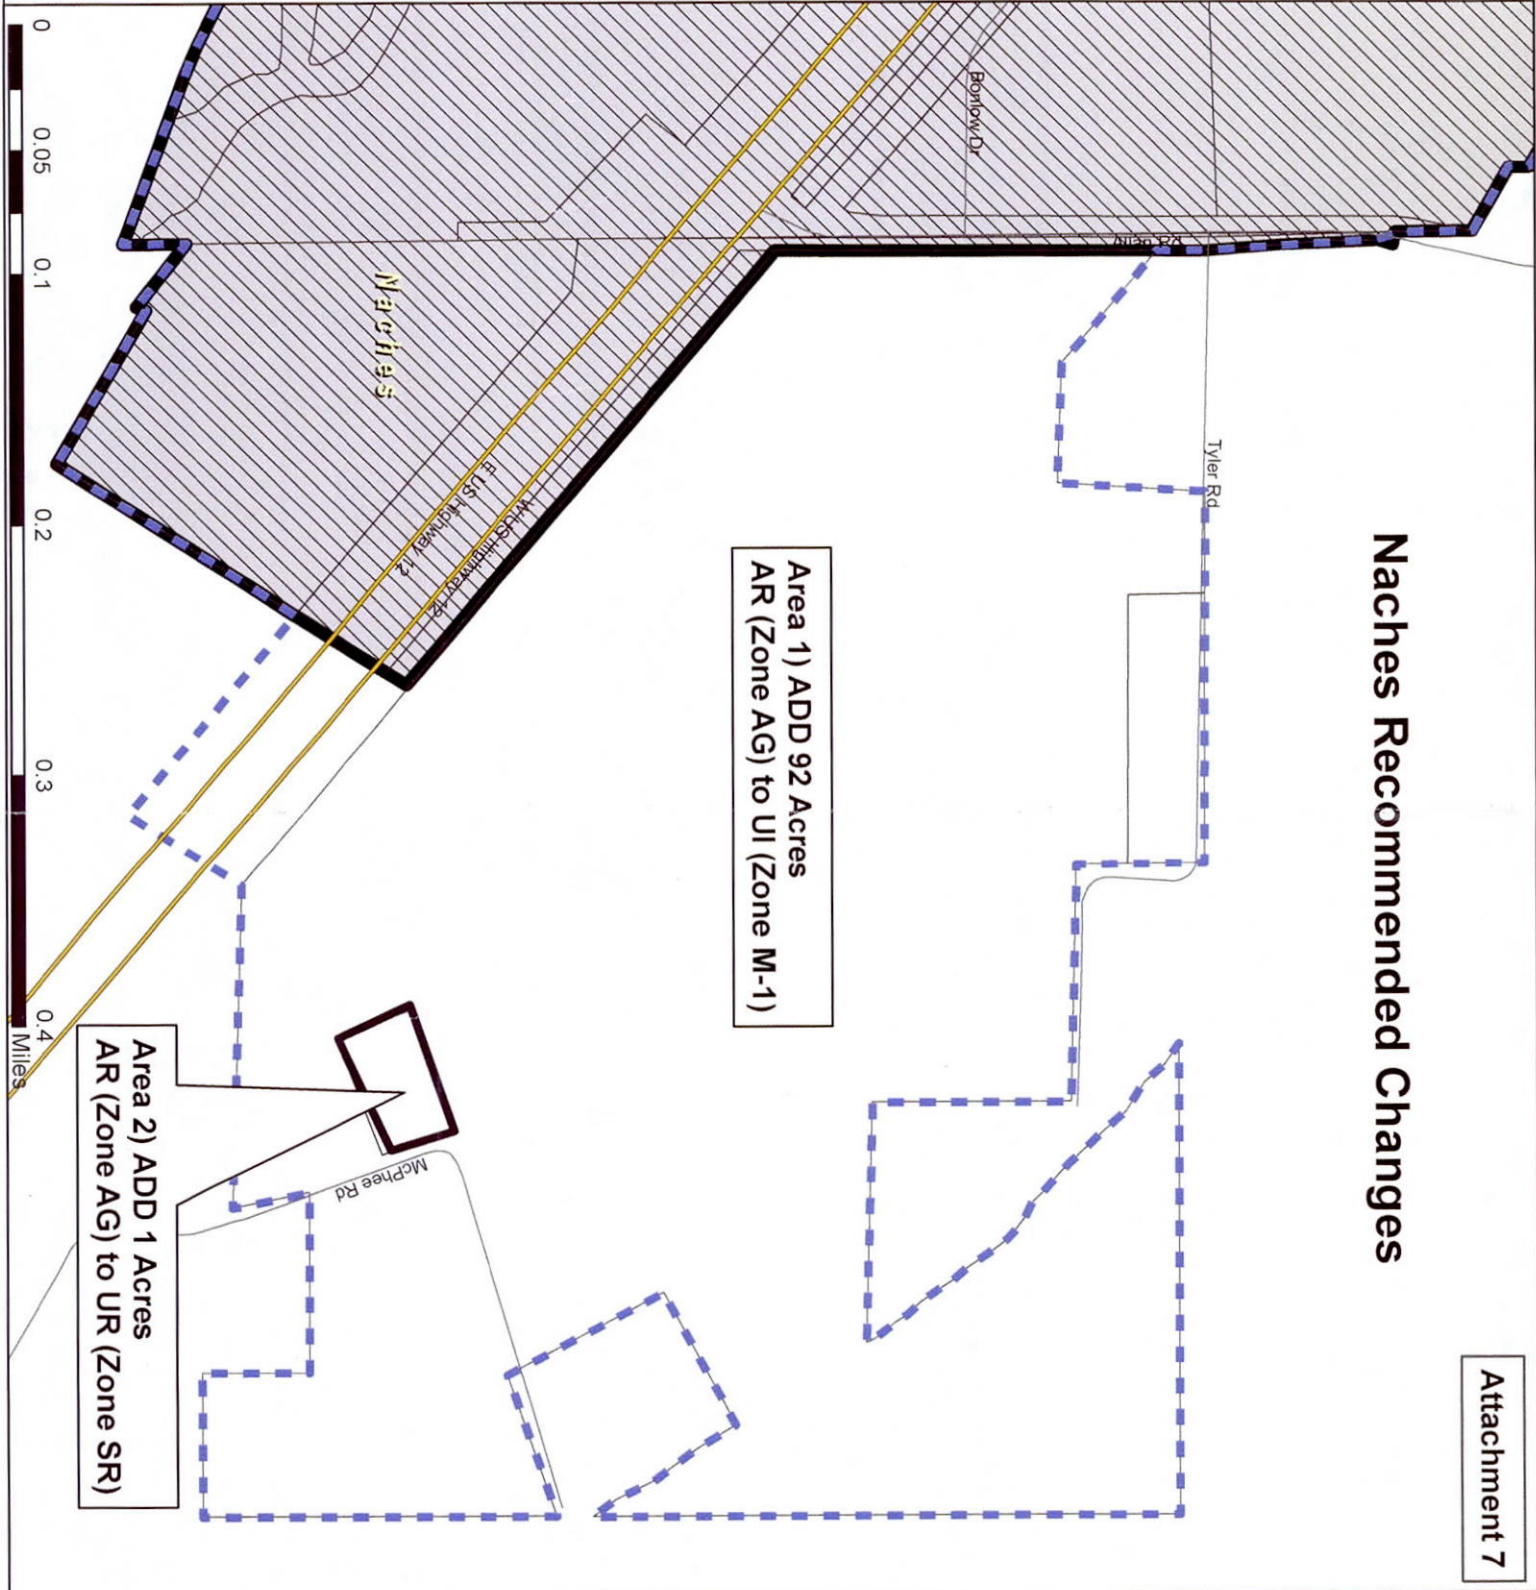 Attachment 7
Naches Recommended Changes
Bonlow Dr
Allan Rd
Tyler Rd
Naches
E US Highway 12
W US Highway 12
Area 1) ADD 92 Acres
AR (Zone AG) to UI (Zone M-1)
McPhee Rd
Area 2) ADD 1 Acres
AR (Zone AG) to UR (Zone SR)
0 0.05 0.1 0.2 0.3 0.4
Miles